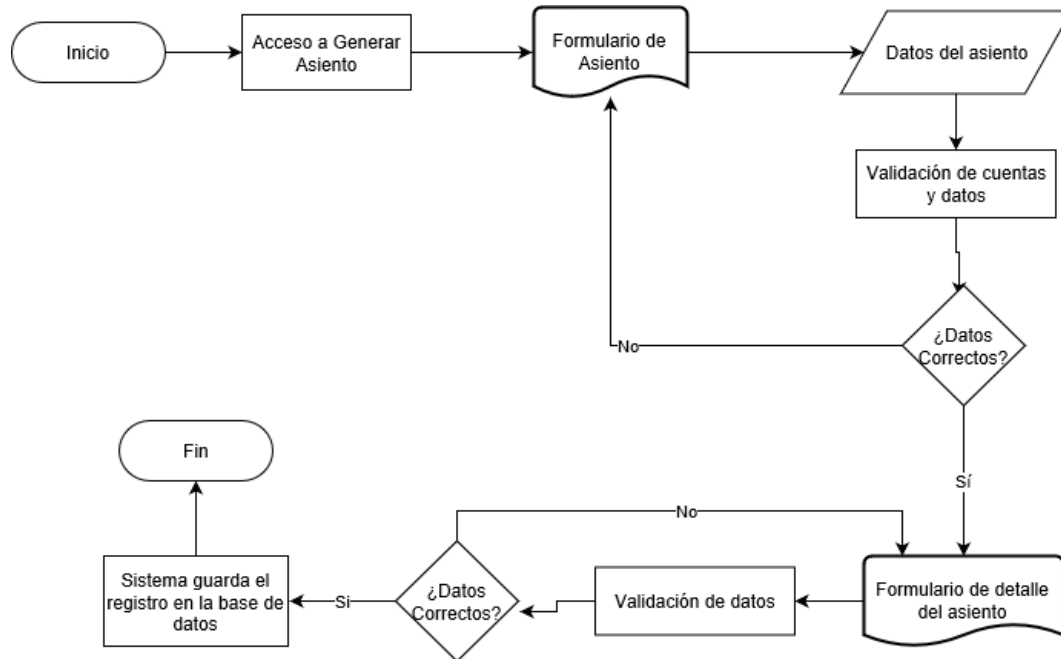 Inicio
Acceso a Generar
Asiento
Formulario de
Asiento
Datos del asiento
Validación de cuentas
y datos
¿Datos
Correctos?
No
Sí
Formulario de detalle
del asiento
Validación de datos
¿Datos
Correctos?
No
Si
Sistema guarda el
registro en la base de
datos
Fin